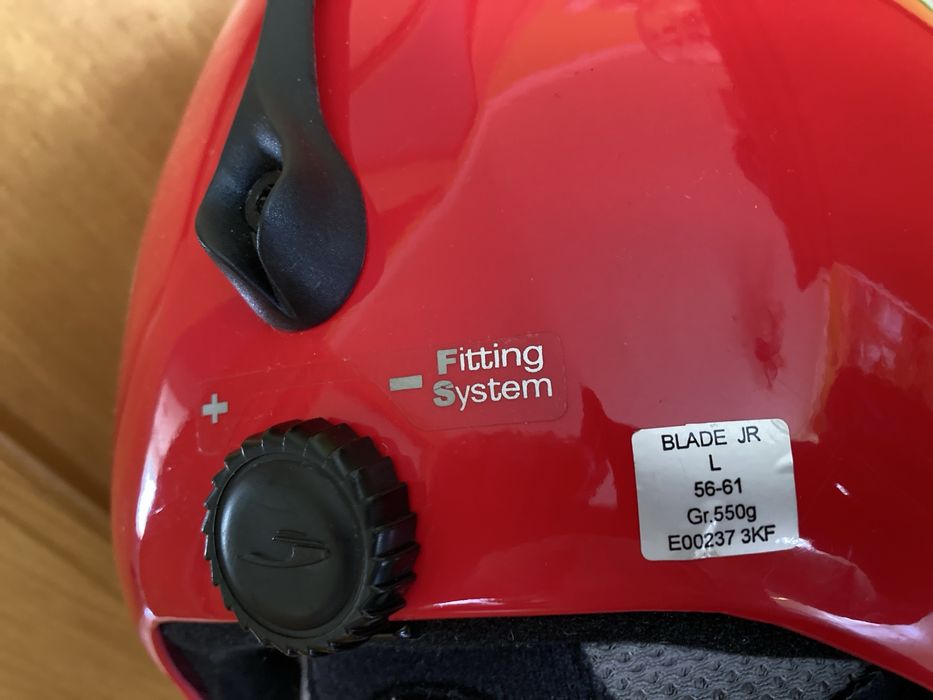 +
- Fitting
System
BLADE JR
L
56-61
Gr.550g
E00237 3KF